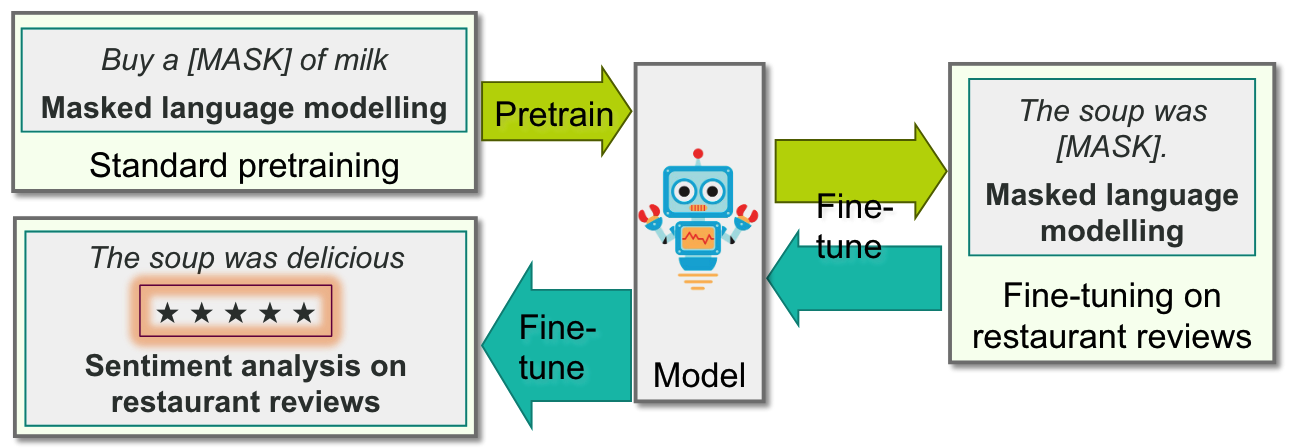 Buy a [MASK] of milk
Masked language modelling
Standard pretraining
Pretrain
Model
Fine-
tune
The soup was
[MASK].
Masked language
modelling
Fine-tuning on
restaurant reviews
Fine-
tune
The soup was delicious
★ ★ ★ ★ ★
Sentiment analysis on
restaurant reviews